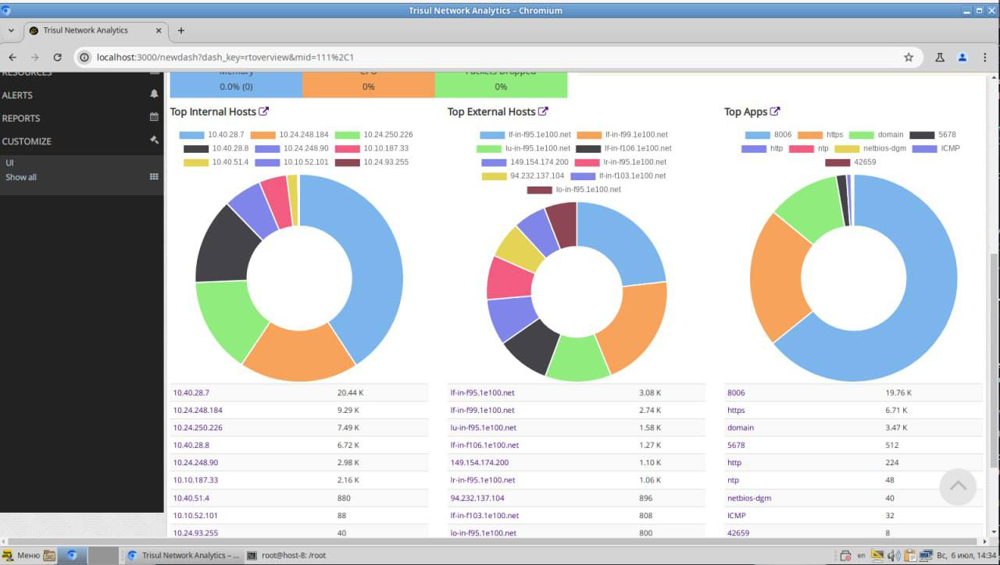 Trisul Network Analytics – Chromium
Trisul Network Analytics
localhost:3000/newdash?dash_key=rtoverview&mid=111%2C1
RESOURCES
ALERTS
REPORTS
CUSTOMIZE
UI
Show all
Memory CPU Packets Dropped
0.0% (0) 0% 0%
Top Internal Hosts
10.40.28.7 10.24.248.184 10.24.250.226
10.40.28.8 10.24.248.90 10.10.187.33
10.40.51.4 10.10.52.101 10.24.93.255
10.40.28.7 20.44 K
10.24.248.184 9.29 K
10.24.250.226 7.49 K
10.40.28.8 6.72 K
10.24.248.90 2.98 K
10.10.187.33 2.16 K
10.40.51.4 880
10.10.52.101 88
10.24.93.255 40
Top External Hosts
lf-in-f95.1e100.net lf-in-f99.1e100.net
lu-in-f95.1e100.net lf-in-f106.1e100.net
149.154.174.200 lr-in-f95.1e100.net
94.232.137.104 lf-in-f103.1e100.net
lo-in-f95.1e100.net
lf-in-f95.1e100.net 3.08 K
lf-in-f99.1e100.net 2.74 K
lu-in-f95.1e100.net 1.58 K
lf-in-f106.1e100.net 1.27 K
149.154.174.200 1.10 K
lr-in-f95.1e100.net 1.06 K
94.232.137.104 896
lf-in-f103.1e100.net 808
lo-in-f95.1e100.net 800
Top Apps
8006 https domain 5678
http ntp netbios-dgm ICMP
42659
8006 19.76 K
https 6.71 K
domain 3.47 K
5678 512
http 224
ntp 48
netbios-dgm 40
ICMP 32
42659 8
Меню Trisul Network Analytics – ... root@host-8: /root en Вс, 6 июл, 14:34